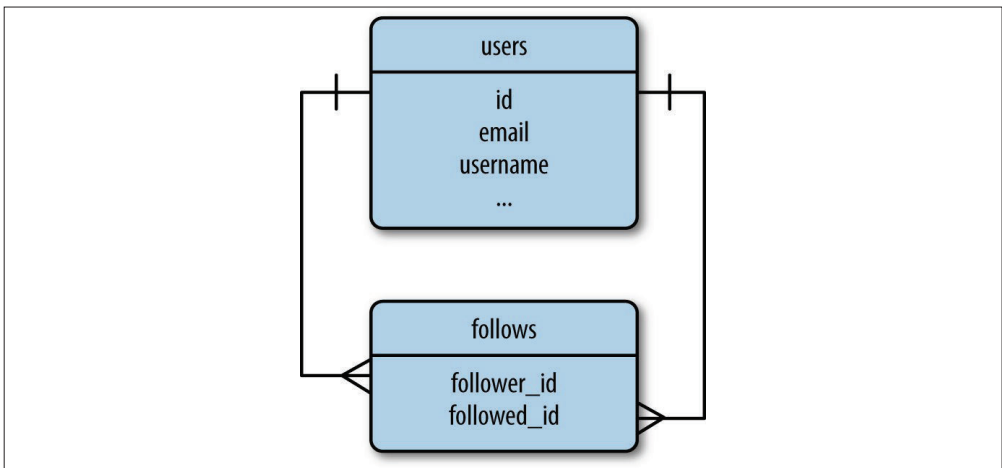 users
id
email
username
...
follows
follower_id
followed_id